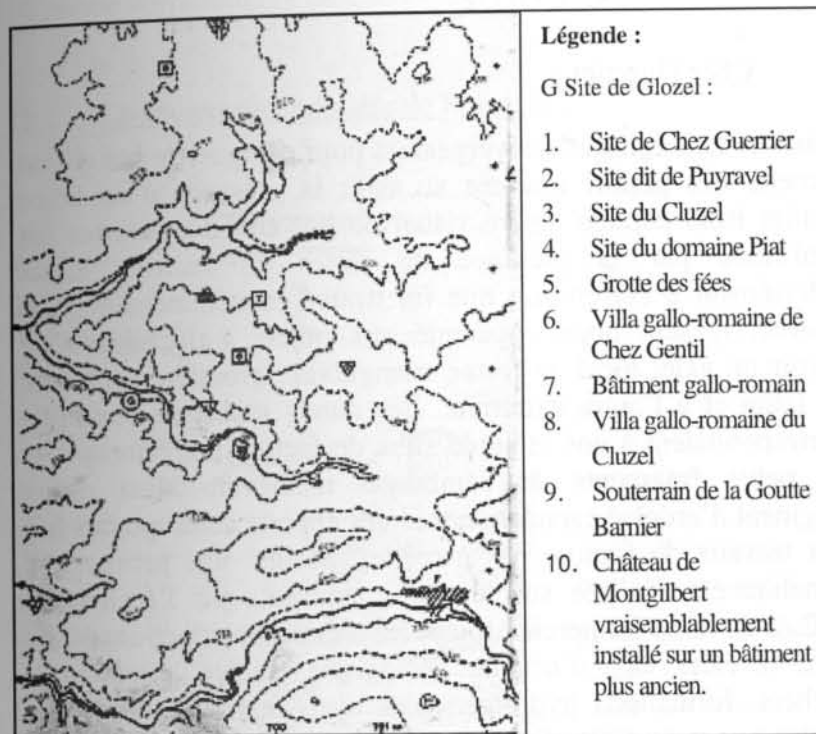 Légende :
G Site de Glozel :
1. Site de Chez Guerrier
2. Site dit de Puyravel
3. Site du Cluzel
4. Site du domaine Piat
5. Grotte des fées
6. Villa gallo-romaine de
Chez Gentil
7. Bâtiment gallo-romain
8. Villa gallo-romaine du
Cluzel
9. Souterrain de la Goutte
Barnier
10. Château de
Montgilbert
vraisemblablement
installé sur un bâtiment
plus ancien.
7
G
F
700